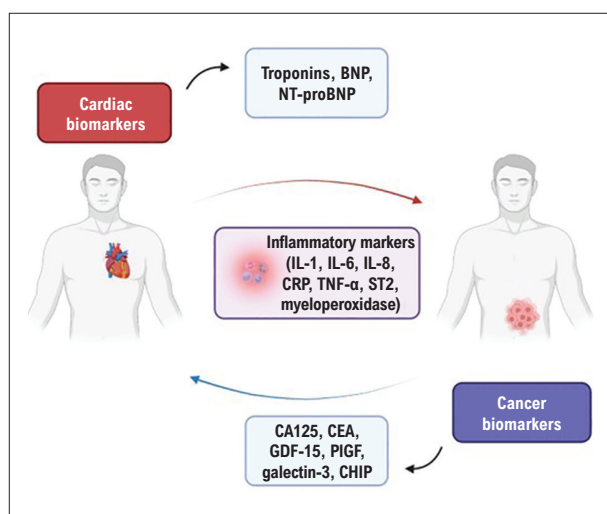 Troponins, BNP,
NT-proBNP
Cardiac
biomarkers
Inflammatory markers
(IL-1, IL-6, IL-8,
CRP, TNF-α, ST2,
myeloperoxidase)
Cancer
biomarkers
CA125, CEA,
GDF-15, PIGF,
galectin-3, CHIP